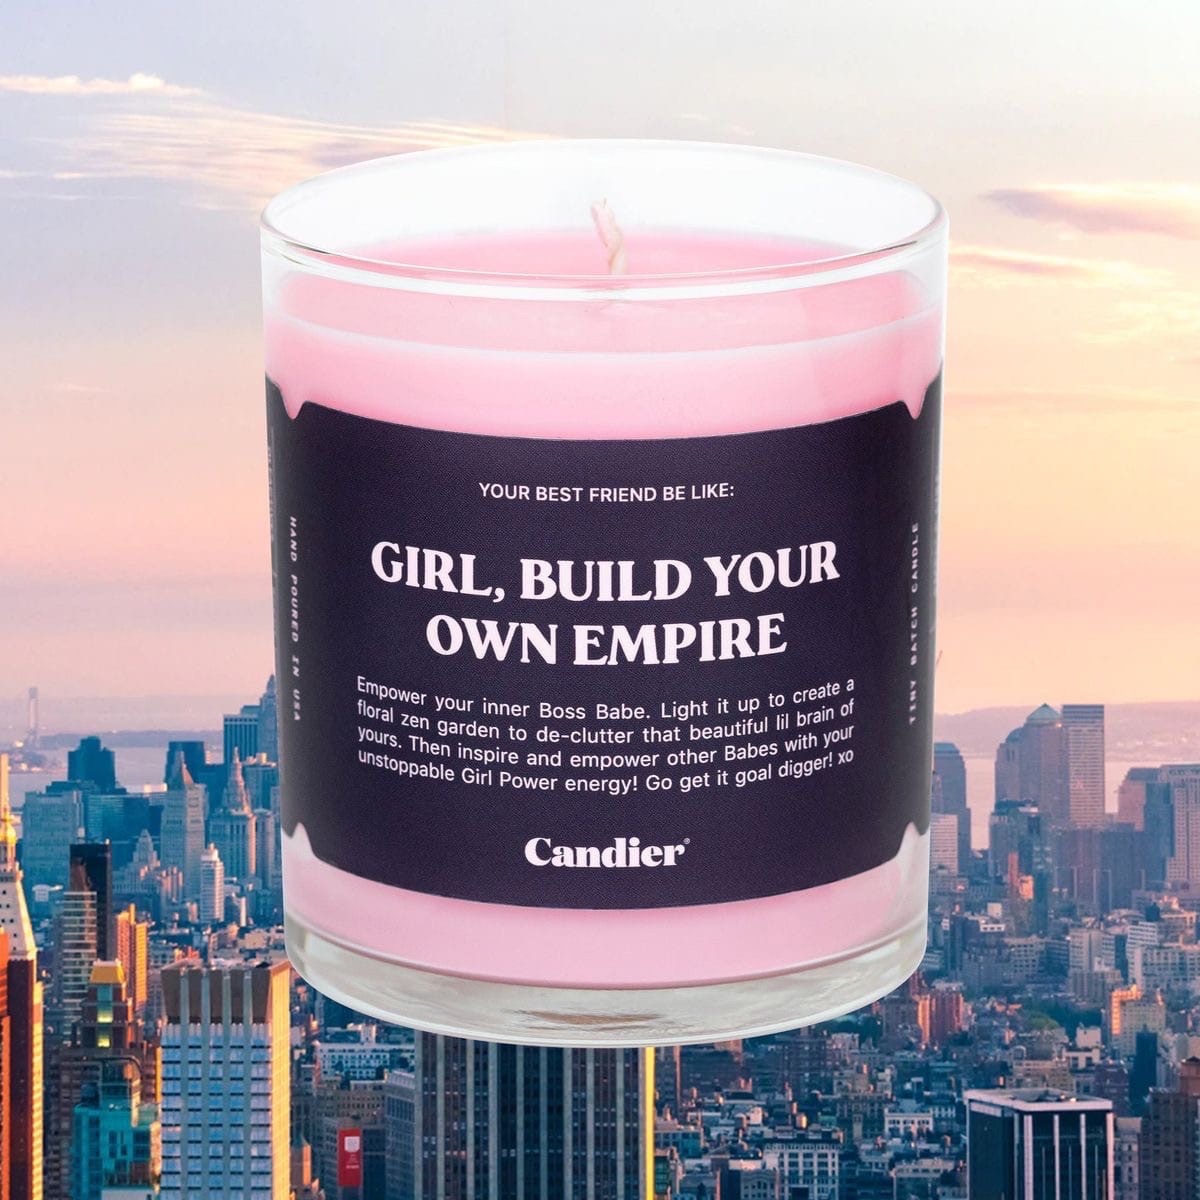 YOUR BEST FRIEND BE LIKE:
GIRL, BUILD YOUR
OWN EMPIRE
Empower your inner Boss Babe. Light it up to create a
floral zen garden to de-clutter that beautiful lil brain of
yours. Then inspire and empower other Babes with your
unstoppable Girl Power energy! Go get it goal digger! xo
Candier®
HAND POURED IN USA
TINY BATCH CANDLE